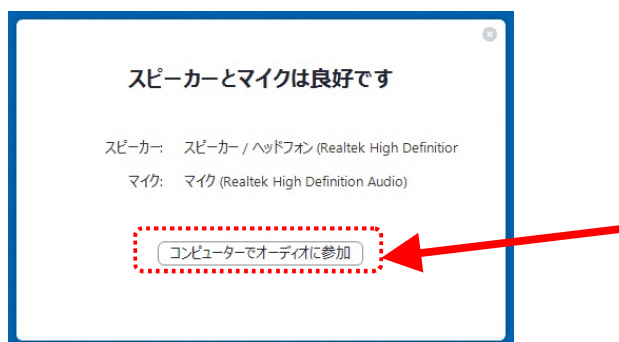 スピーカーとマイクは良好です
スピーカー: スピーカー / ヘッドフォン (Realtek High Definitior
マイク: マイク (Realtek High Definition Audio)
コンピューターでオーディオに参加